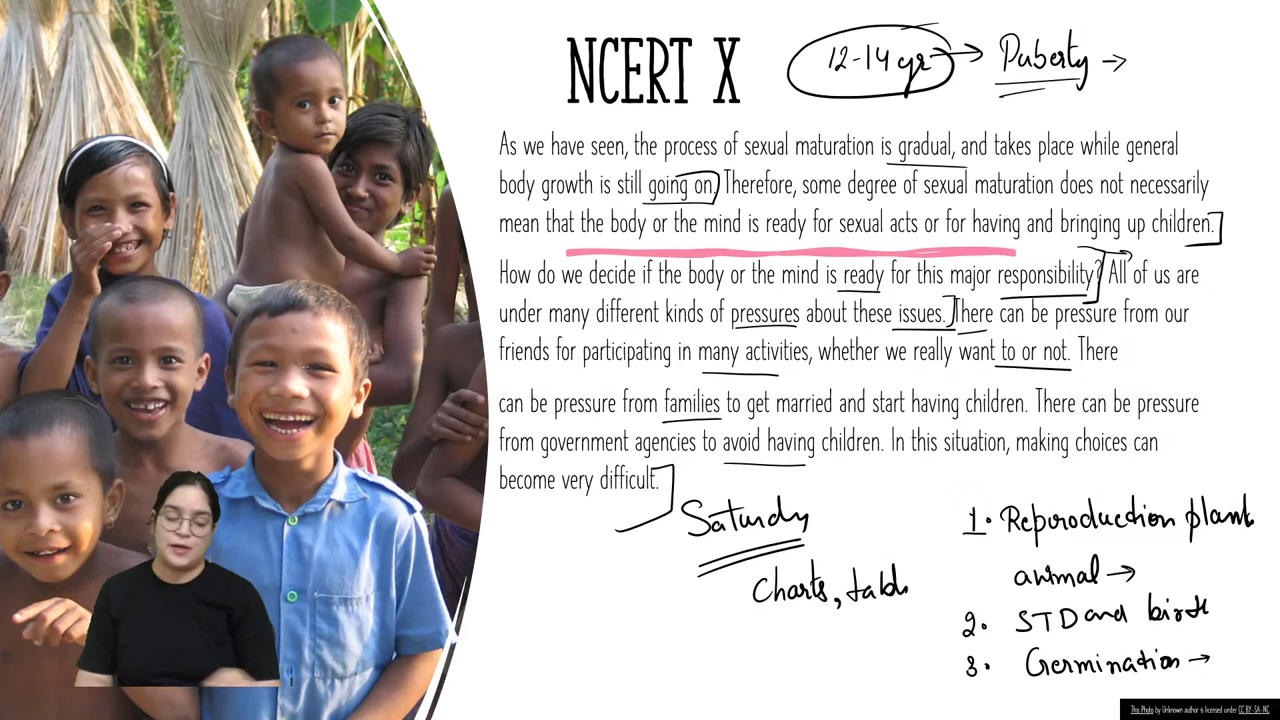 NCERT X
12-14 yr → Puberty →
As we have seen, the process of sexual maturation is gradual, and takes place while general
body growth is still going on. Therefore, some degree of sexual maturation does not necessarily
mean that the body or the mind is ready for sexual acts or for having and bringing up children.
How do we decide if the body or the mind is ready for this major responsibility? All of us are
under many different kinds of pressures about these issues. There can be pressure from our
friends for participating in many activities, whether we really want to or not. There
can be pressure from families to get married and start having children. There can be pressure
from government agencies to avoid having children. In this situation, making choices can
become very difficult.
Saturday
Charts, table
1. Reproduction plant
animal →
2. STD and birth
3. Germination →
This Photo by Unknown author is licensed under CC BY-SA-NC.